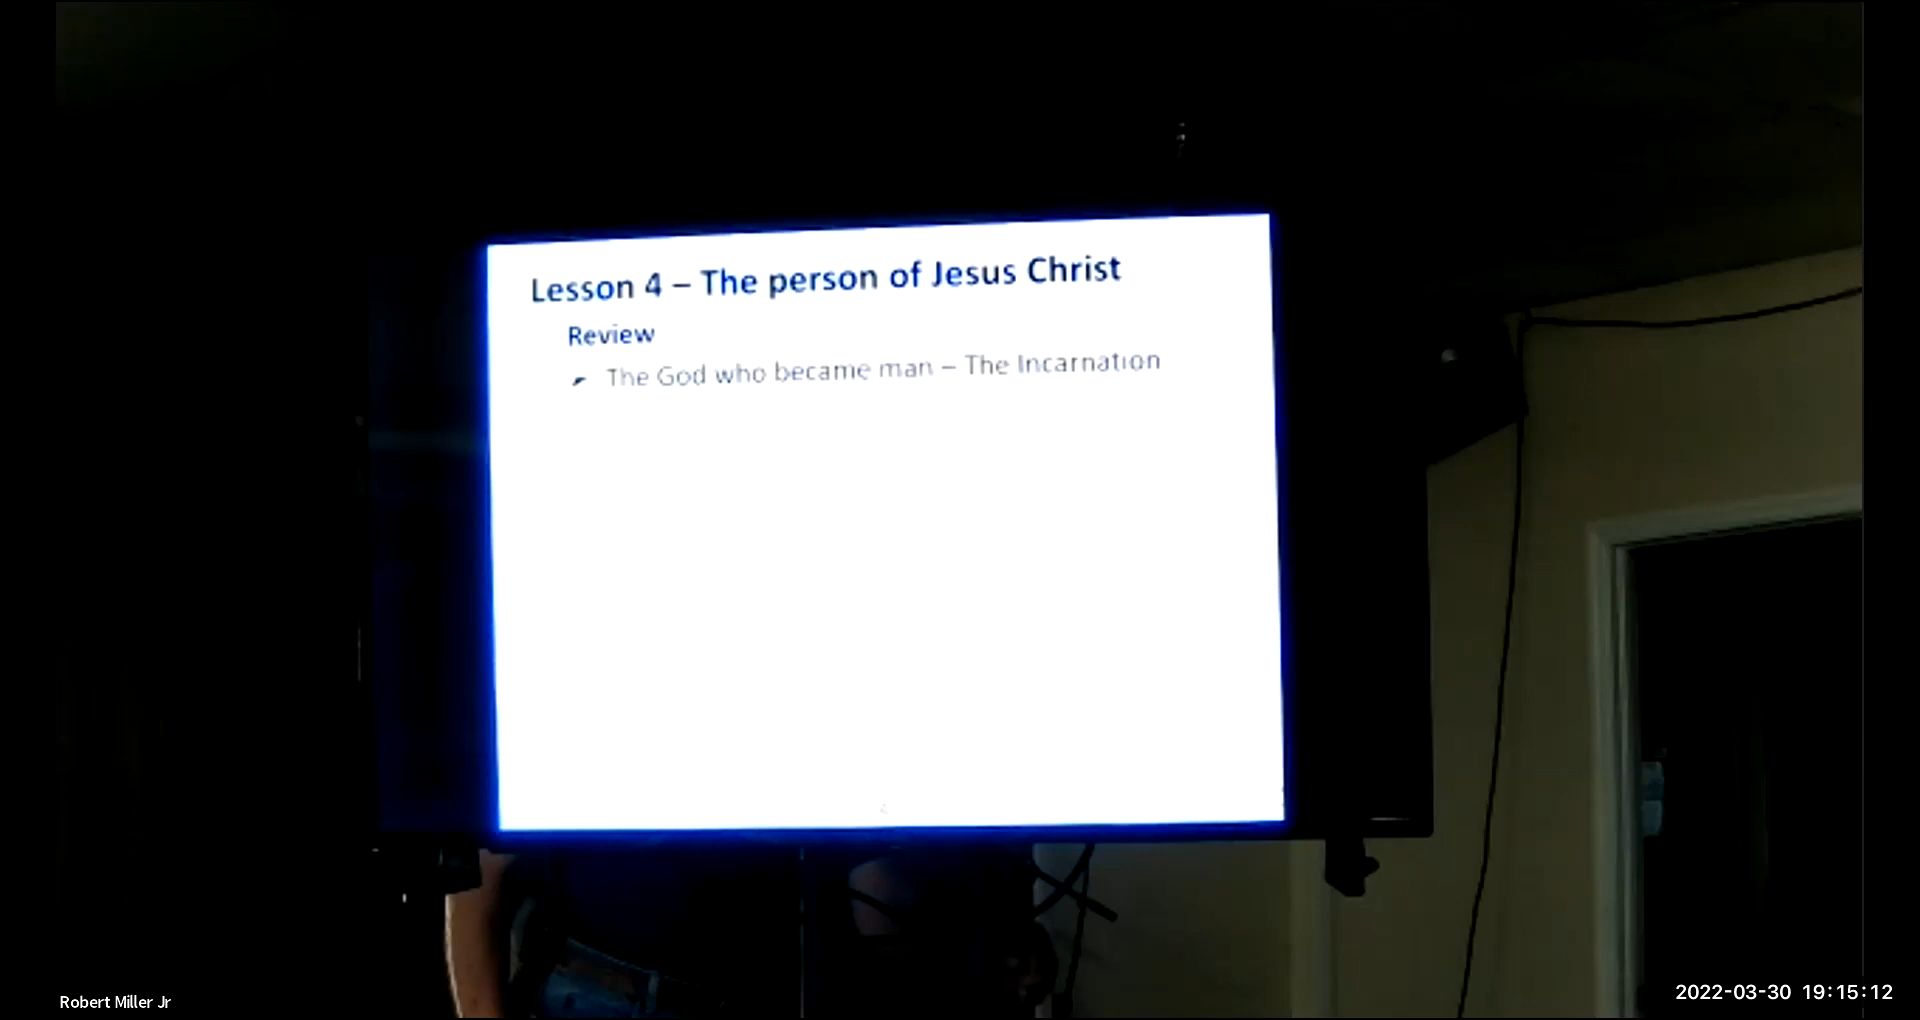 Lesson 4 – The person of Jesus Christ
Review
The God who became man – The Incarnation
Robert Miller Jr
2022-03-30 19:15:12